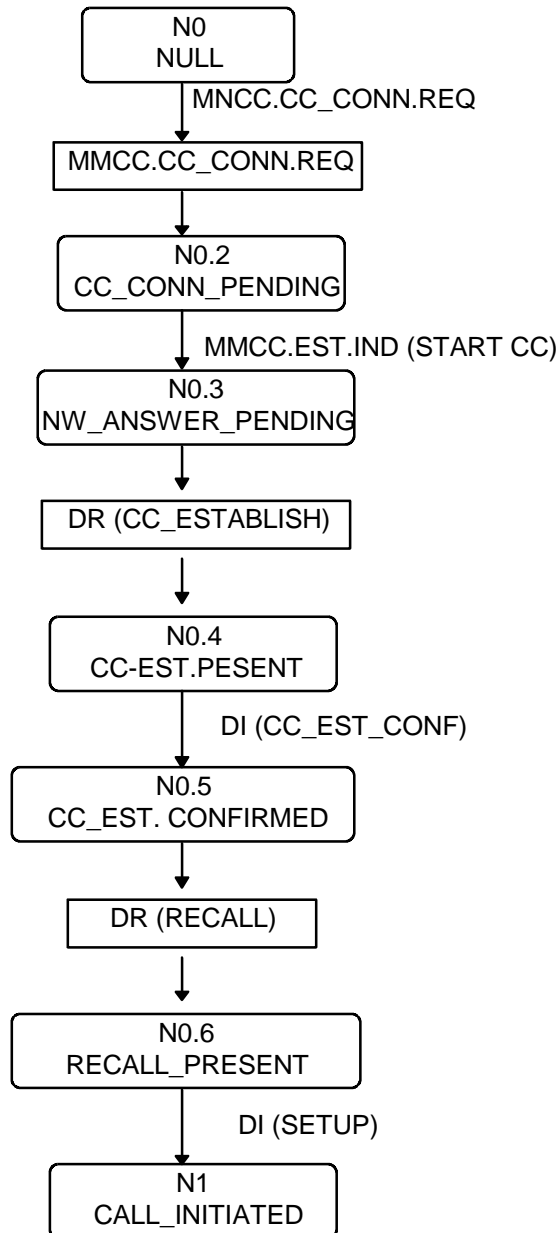 N0
NULL
MNCC.CC_CONN.REQ
MMCC.CC_CONN.REQ
N0.2
CC_CONN_PENDING
MMCC.EST.IND (START CC)
N0.3
NW_ANSWER_PENDING
DR (CC_ESTABLISH)
N0.4
CC-EST.PESENT
DI (CC_EST_CONF)
N0.5
CC_EST. CONFIRMED
DR (RECALL)
N0.6
RECALL_PRESENT
DI (SETUP)
N1
CALL_INITIATED